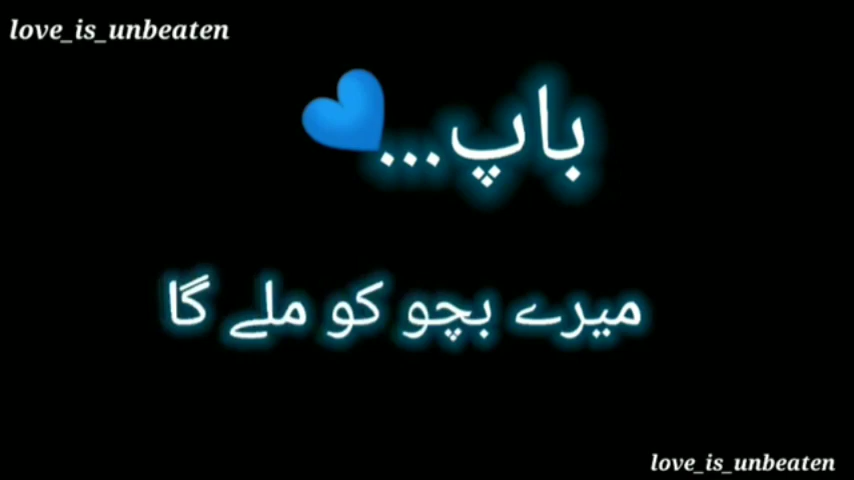 love_is_unbeaten
باپ...💙
میرے بچو کو ملے گا
love_is_unbeaten